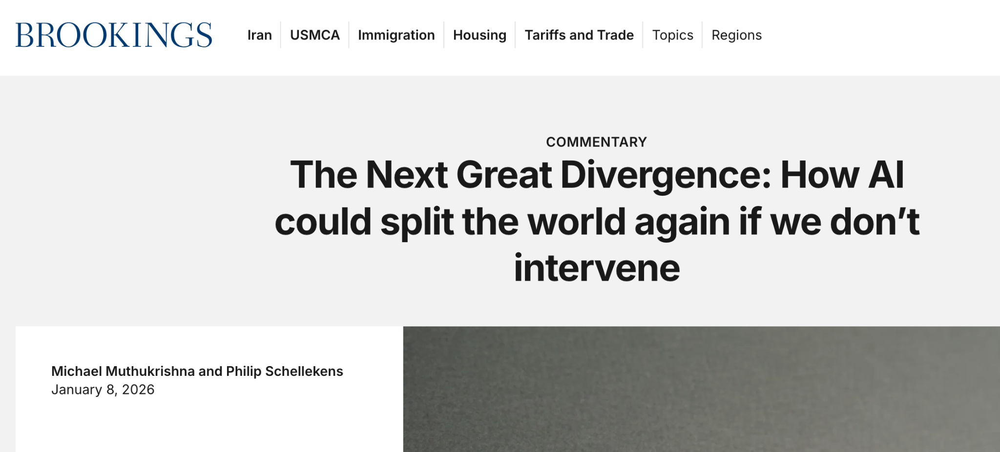 BROOKINGS
Iran
USMCA
Immigration
Housing
Tariffs and Trade
Topics
Regions
COMMENTARY
The Next Great Divergence: How AI
could split the world again if we don’t
intervene
Michael Muthukrishna and Philip Schellekens
January 8, 2026